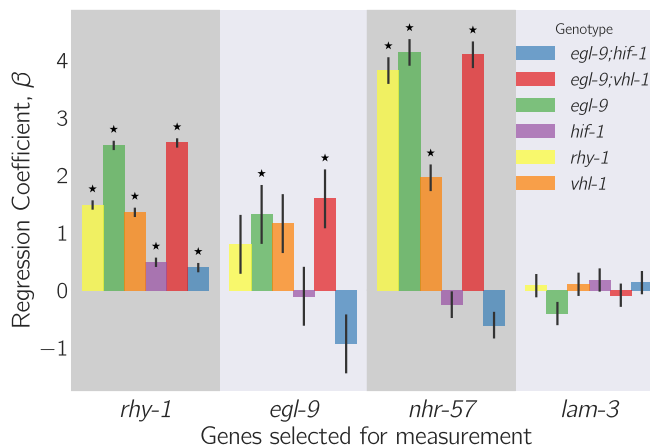 Regression Coefficient, β
4
3
2
1
0
−1
Genotype
egl-9;hif-1
egl-9;vhl-1
egl-9
hif-1
rhy-1
vhl-1
rhy-1 egl-9 nhr-57 lam-3
Genes selected for measurement